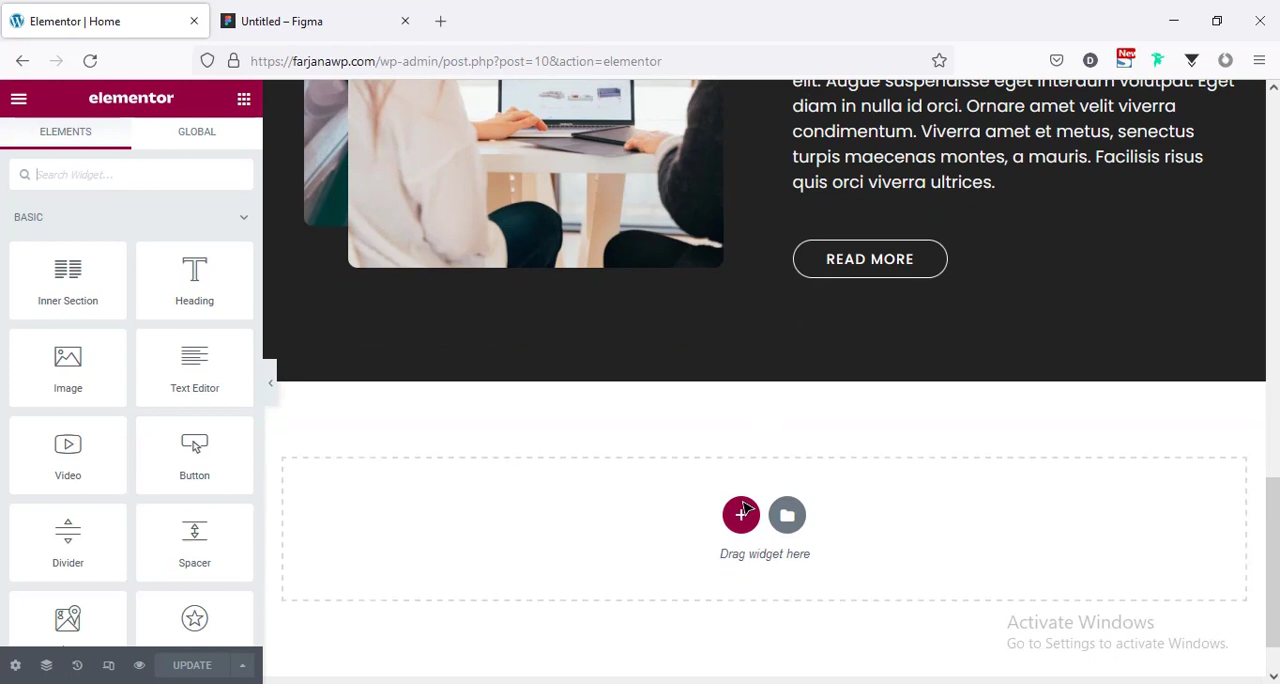 Elementor | Home
Untitled – Figma
https://farjanawp.com/wp-admin/post.php?post=10&action=elementor
New
elementor
ELEMENTS
GLOBAL
Search Widget...
BASIC
Inner Section
Heading
Image
Text Editor
Video
Button
Divider
Spacer
UPDATE
elit. Augue suspendisse eget interdum volutpat. Eget
diam in nulla id orci. Ornare amet velit viverra
condimentum. Viverra amet et metus, senectus
turpis maecenas montes, a mauris. Facilisis risus
quis orci viverra ultrices.
READ MORE
Drag widget here
Activate Windows
Go to Settings to activate Windows.